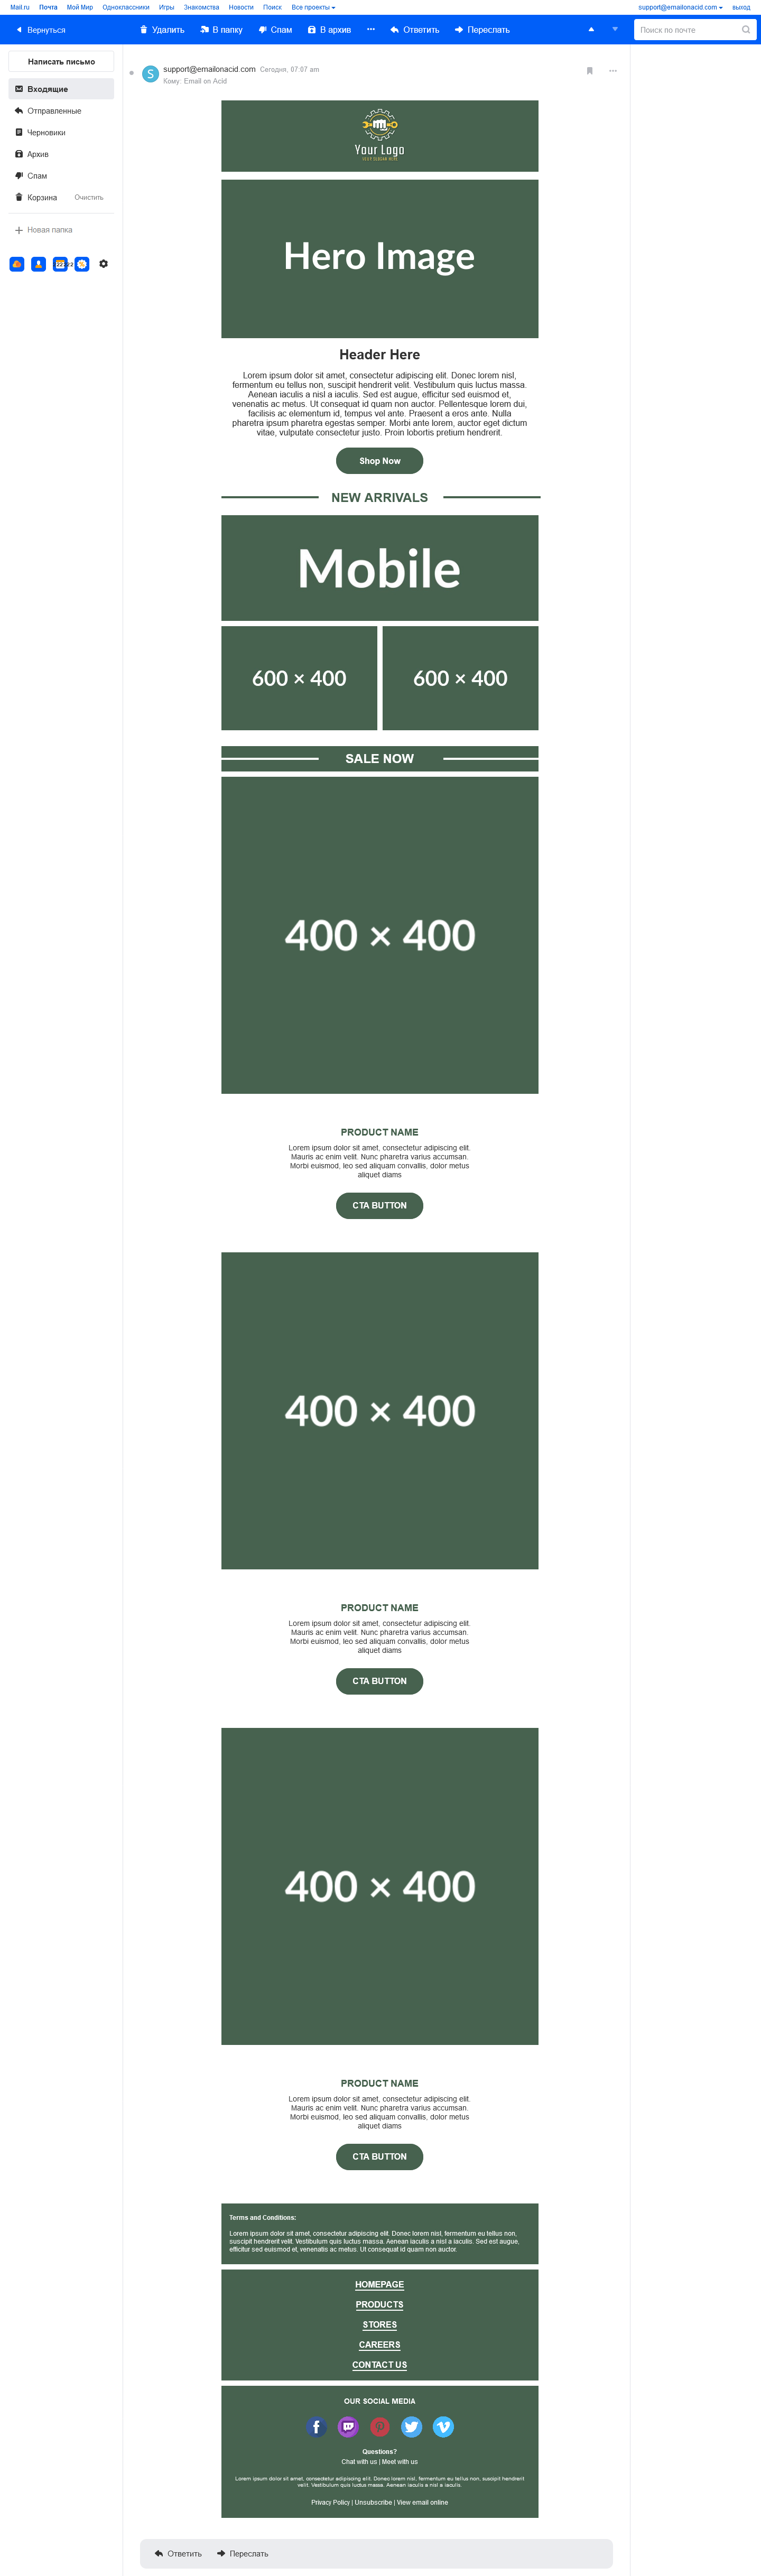 Mail.ru Почта Мой Мир Одноклассники Игры Знакомства Новости Поиск Все проекты support@emailonacid.com выход
Вернуться Удалить В папку Спам В архив Ответить Переслать Поиск по почте
Написать письмо
Входящие
Отправленные
Черновики
Архив
Спам
Корзина Очистить
Новая папка
support@emailonacid.com Сегодня, 07:07 am
Кому: Email on Acid
Your Logo
Hero Image
Header Here
Lorem ipsum dolor sit amet, consectetur adipiscing elit. Donec lorem nisl,
fermentum eu tellus non, suscipit hendrerit velit. Vestibulum quis luctus massa.
Aenean iaculis a nisl a iaculis. Sed est augue, efficitur sed euismod et,
venenatis ac metus. Ut consequat id quam non auctor. Pellentesque lorem dui,
facilisis ac elementum id, tempus vel ante. Praesent a eros ante. Nulla
pharetra ipsum pharetra egestas semper. Morbi ante lorem, auctor eget dictum
vitae, vulputate consectetur justo. Proin lobortis pretium hendrerit.
Shop Now
NEW ARRIVALS
Mobile
600 × 400 600 × 400
SALE NOW
400 × 400
PRODUCT NAME
Lorem ipsum dolor sit amet, consectetur adipiscing elit.
Mauris ac enim velit. Nunc pharetra varius accumsan.
Morbi euismod, leo sed aliquam convallis, dolor metus
aliquet diams
CTA BUTTON
400 × 400
PRODUCT NAME
Lorem ipsum dolor sit amet, consectetur adipiscing elit.
Mauris ac enim velit. Nunc pharetra varius accumsan.
Morbi euismod, leo sed aliquam convallis, dolor metus
aliquet diams
CTA BUTTON
400 × 400
PRODUCT NAME
Lorem ipsum dolor sit amet, consectetur adipiscing elit.
Mauris ac enim velit. Nunc pharetra varius accumsan.
Morbi euismod, leo sed aliquam convallis, dolor metus
aliquet diams
CTA BUTTON
Terms and Conditions:
Lorem ipsum dolor sit amet, consectetur adipiscing elit. Donec lorem nisl, fermentum eu tellus non,
suscipit hendrerit velit. Vestibulum quis luctus massa. Aenean iaculis a nisl a iaculis. Sed est augue,
efficitur sed euismod et, venenatis ac metus. Ut consequat id quam non auctor.
HOMEPAGE
PRODUCTS
STORES
CAREERS
CONTACT US
OUR SOCIAL MEDIA
Questions?
Chat with us | Meet with us
Lorem ipsum dolor sit amet, consectetur adipiscing elit. Donec lorem nisl, fermentum eu tellus non, suscipit hendrerit
velit. Vestibulum quis luctus massa. Aenean iaculis a nisl a iaculis.
Privacy Policy | Unsubscribe | View email online
Ответить Переслать